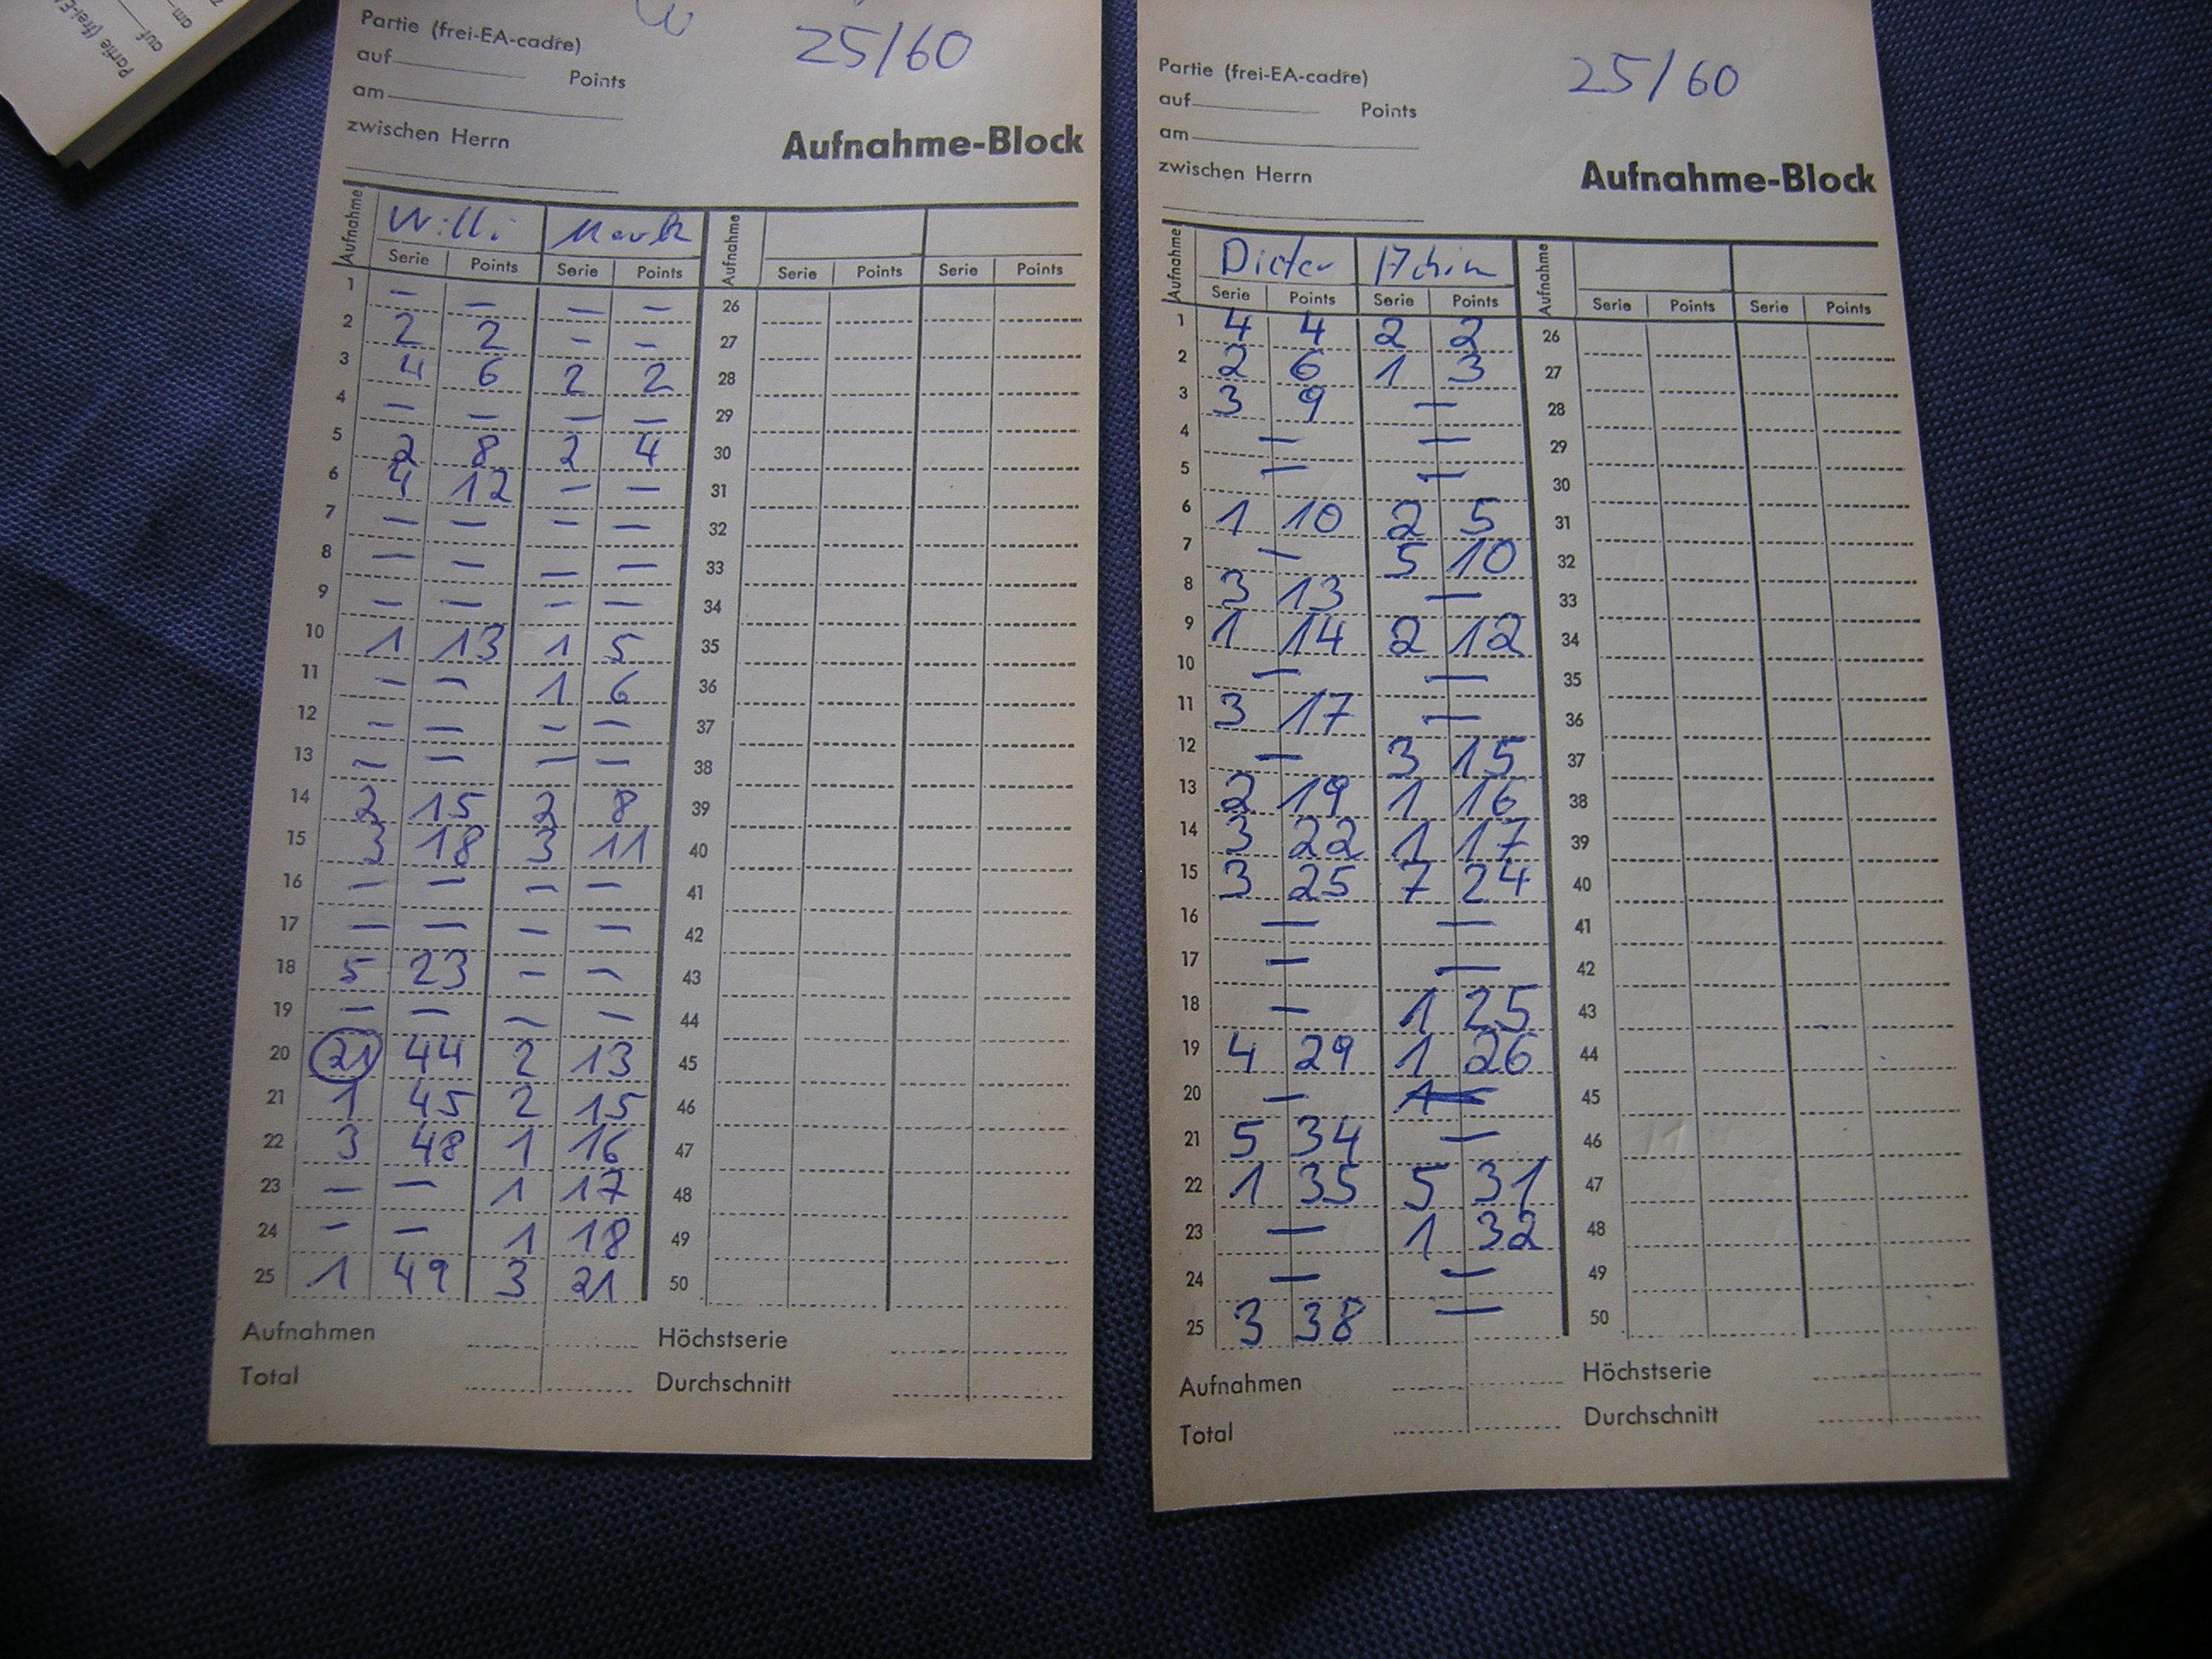 Partie (frei-EA-cadre)
auf
am
Partie (frei-EA-cadre)
25/60
auf Points
am
zwischen Herrn
Aufnahme-Block
Aufnahme Willi Mark Aufnahme
Serie Points Serie Points Serie Points Serie Points
1 – – – – 26
2 2 2 – – 27
3 4 6 2 2 28
4 – – – – 29
5 2 8 2 4 30
6 4 12 – – 31
7 – – – – 32
8 – – – – 33
9 – – – – 34
10 1 13 1 5 35
11 – – 1 6 36
12 – – – – 37
13 – – – – 38
14 2 15 2 8 39
15 3 18 3 11 40
16 – – – – 41
17 – – – – 42
18 5 23 – – 43
19 – – – – 44
20 21 44 2 13 45
21 1 45 2 15 46
22 3 48 1 16 47
23 – – 1 17 48
24 – – 1 18 49
25 1 49 3 21 50
Aufnahmen Höchstserie
Total Durchschnitt
25/60
Partie (frei-EA-cadre)
auf Points
am
zwischen Herrn
Aufnahme-Block
Aufnahme Dieter Achim Aufnahme
Serie Points Serie Points Serie Points Serie Points
1 4 4 2 2 26
2 2 6 1 3 27
3 3 9 – 28
4 – – 29
5 – – 30
6 1 10 2 5 31
7 – 5 10 32
8 3 13 – 33
9 1 14 2 12 34
10 – – 35
11 3 17 – 36
12 – 3 15 37
13 2 19 1 16 38
14 3 22 1 17 39
15 3 25 7 24 40
16 – – 41
17 – – 42
18 – 1 25 43
19 4 29 1 26 44
20 – – 45
21 5 34 – 46
22 1 35 5 31 47
23 – 1 32 48
24 – – 49
25 3 38 – 50
Aufnahmen Höchstserie
Total Durchschnitt